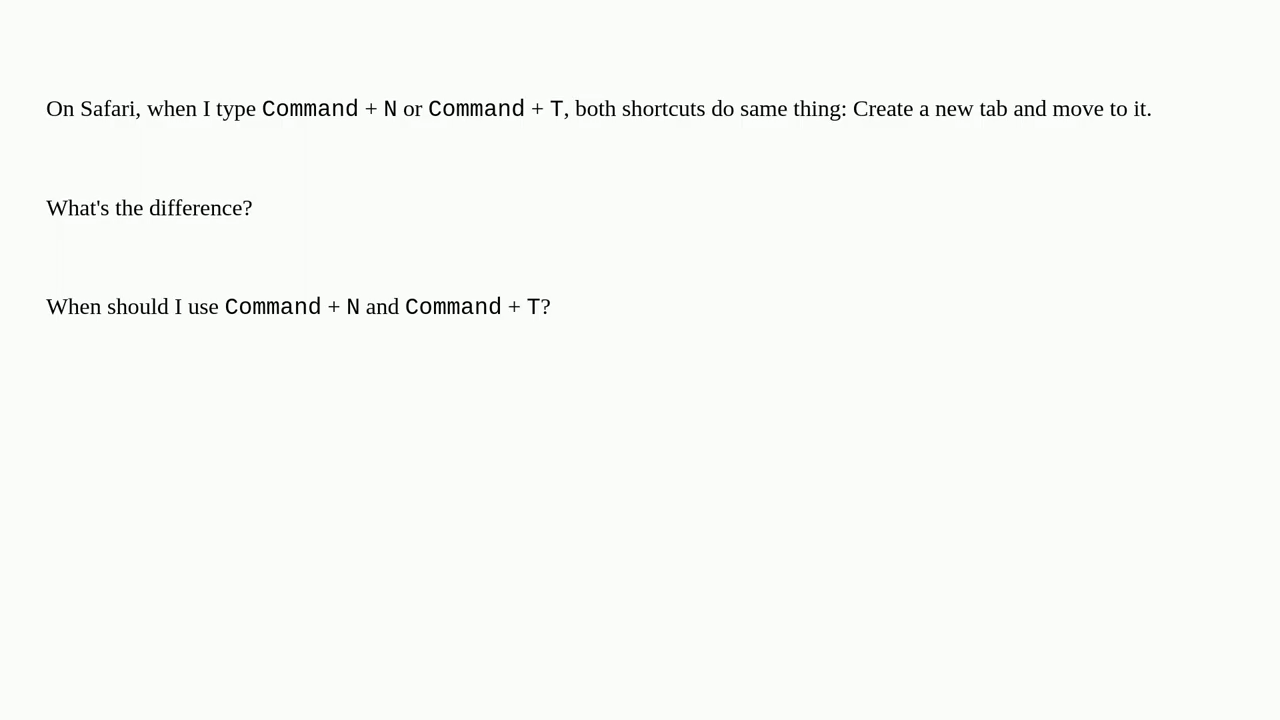 On Safari, when I type Command + N or Command + T, both shortcuts do same thing: Create a new tab and move to it.
What's the difference?
When should I use Command + N and Command + T?